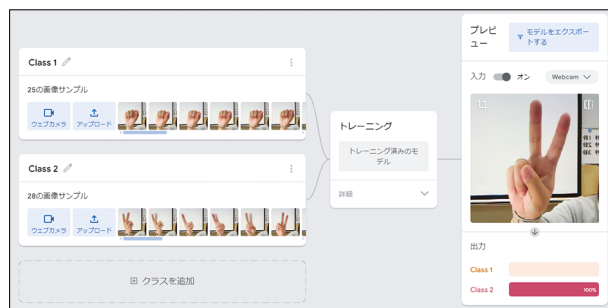 Class 1
25の画像サンプル
ウェブカメラ
アップロード
Class 2
28の画像サンプル
ウェブカメラ
アップロード
クラスを追加
トレーニング
トレーニング済みのモ
デル
詳細
プレビ
ュー
モデルをエクスポー
トする
入力
オン
Webcam
出力
Class 1
Class 2
100%